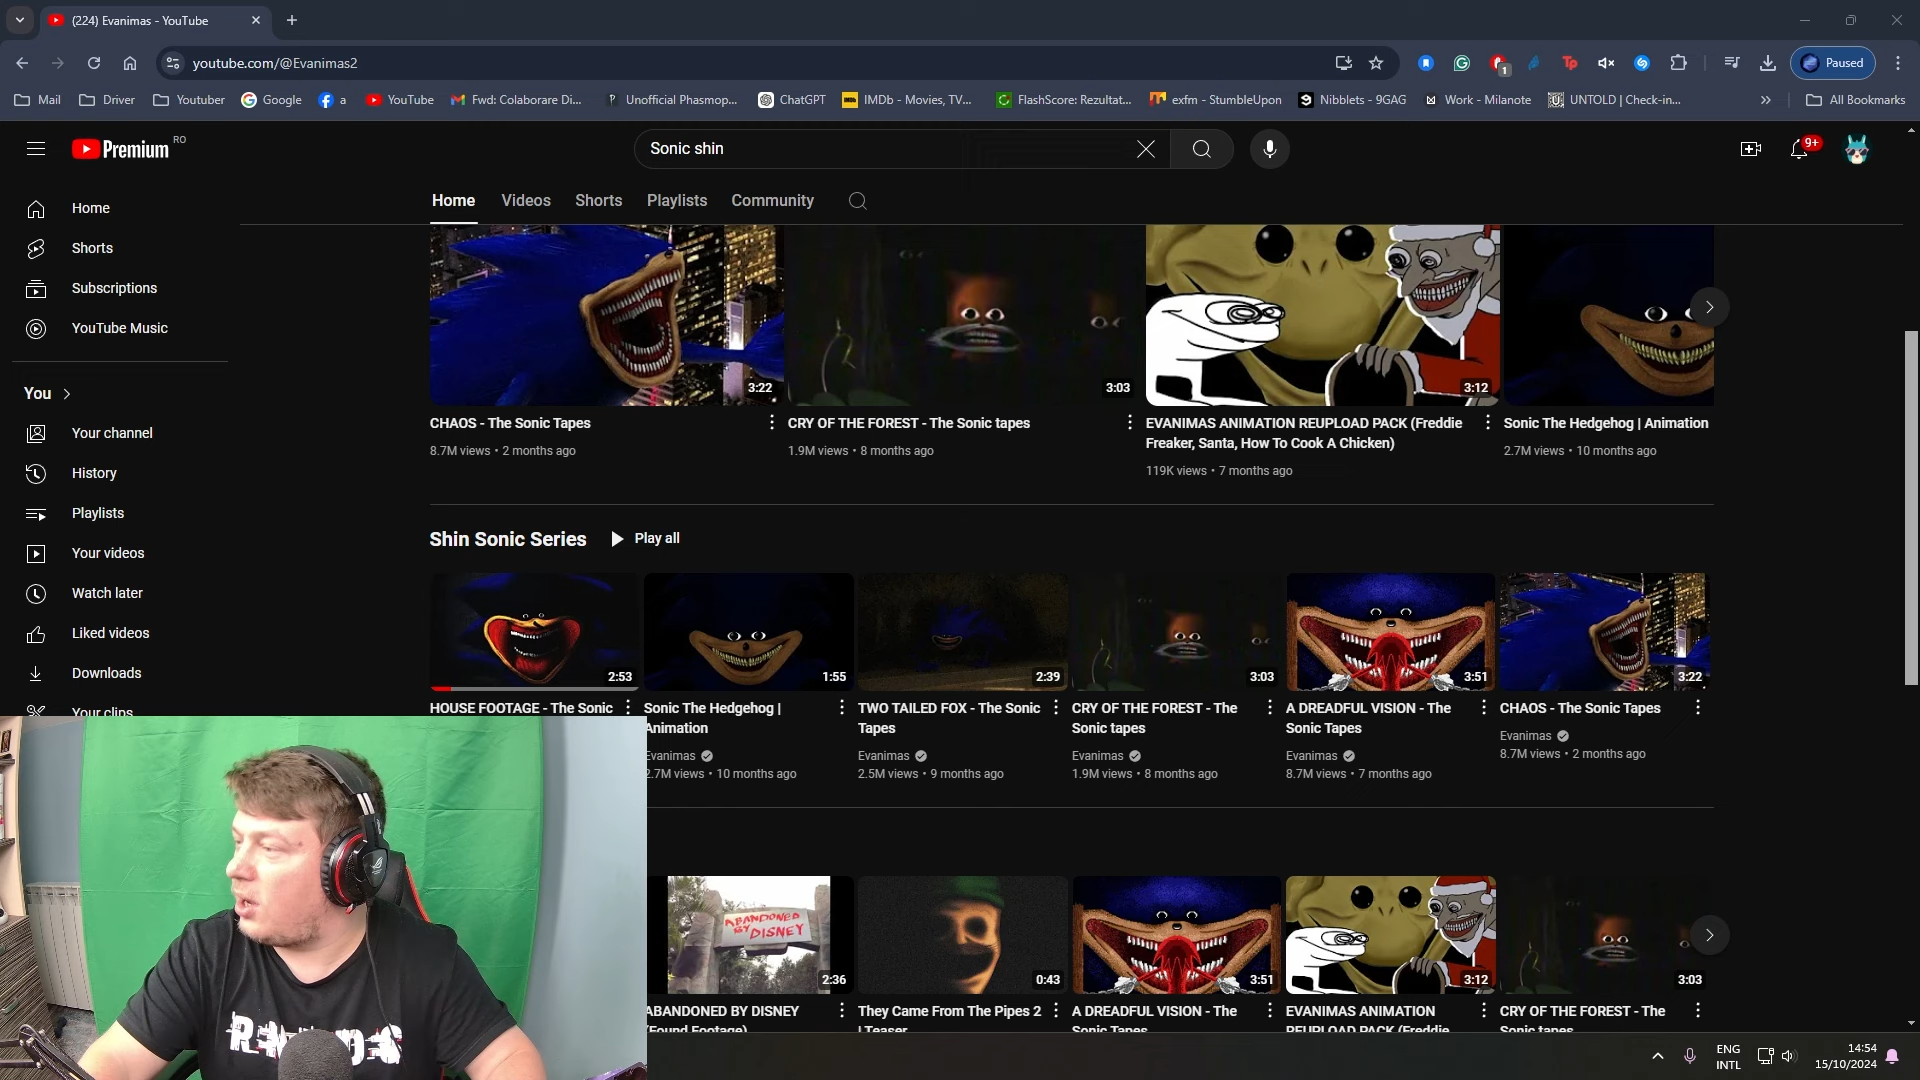 (224) Evanimas - YouTube
youtube.com/@Evanimas2
1
Tp
Paused
Mail
Driver
Youtuber
Google
a
YouTube
Fwd: Colaborare Di...
Unofficial Phasmop...
ChatGPT
IMDb - Movies, TV...
FlashScore: Rezultat...
exfm - StumbleUpon
Nibblets - 9GAG
Work - Milanote
UNTOLD | Check-in...
All Bookmarks
Premium RO
Sonic shin
9+
Home
Videos
Shorts
Playlists
Community
Home
Shorts
Subscriptions
YouTube Music
You
Your channel
History
Playlists
Your videos
Watch later
Liked videos
Downloads
Your clips
3:22
3:03
3:12
CHAOS - The Sonic Tapes
8.7M views • 2 months ago
CRY OF THE FOREST - The Sonic tapes
1.9M views • 8 months ago
EVANIMAS ANIMATION REUPLOAD PACK (Freddie
Freaker, Santa, How To Cook A Chicken)
119K views • 7 months ago
Sonic The Hedgehog | Animation
2.7M views • 10 months ago
Shin Sonic Series
Play all
2:53
1:55
2:39
3:03
3:51
3:22
HOUSE FOOTAGE - The Sonic
Sonic The Hedgehog |
Animation
Evanimas
2.7M views • 10 months ago
TWO TAILED FOX - The Sonic
Tapes
Evanimas
2.5M views • 9 months ago
CRY OF THE FOREST - The
Sonic tapes
Evanimas
1.9M views • 8 months ago
A DREADFUL VISION - The
Sonic Tapes
Evanimas
8.7M views • 7 months ago
CHAOS - The Sonic Tapes
Evanimas
8.7M views • 2 months ago
ABANDONED
BY DISNEY
2:36
0:43
3:51
3:12
3:03
ABANDONED BY DISNEY
(Found Footage)
They Came From The Pipes 2
| Teaser
A DREADFUL VISION - The
Sonic Tapes
EVANIMAS ANIMATION
REUPLOAD PACK (Freddie
CRY OF THE FOREST - The
Sonic tapes
ENG
INTL
14:54
15/10/2024